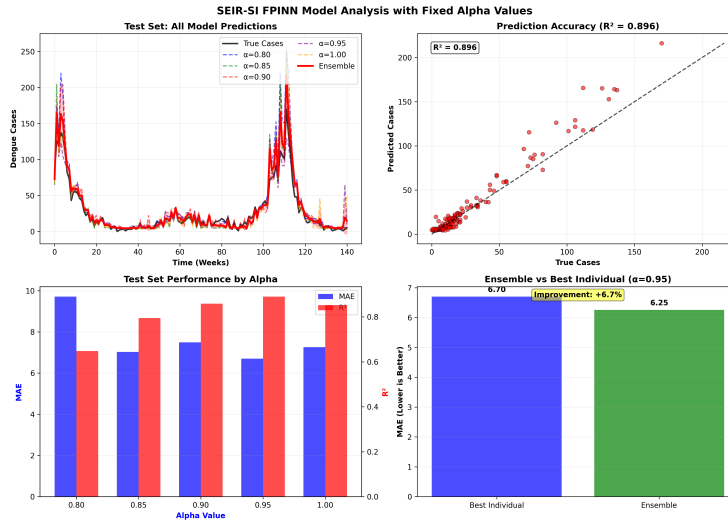 SEIR-SI FPINN Model Analysis with Fixed Alpha Values
Test Set: All Model Predictions
True Cases
α=0.80
α=0.85
α=0.90
α=0.95
α=1.00
Ensemble
Dengue Cases
250
200
150
100
50
0
0 20 40 60 80 100 120 140
Time (Weeks)
Prediction Accuracy (R² = 0.896)
R² = 0.896
Predicted Cases
200
150
100
50
0
0 50 100 150 200
True Cases
Test Set Performance by Alpha
MAE
R²
MAE
10
8
6
4
2
0
0.80 0.85 0.90 0.95 1.00
Alpha Value
R²
0.8
0.6
0.4
0.2
0.0
Ensemble vs Best Individual (α=0.95)
Improvement: +6.7%
6.70
6.25
MAE (Lower is Better)
7
6
5
4
3
2
1
0
Best Individual Ensemble